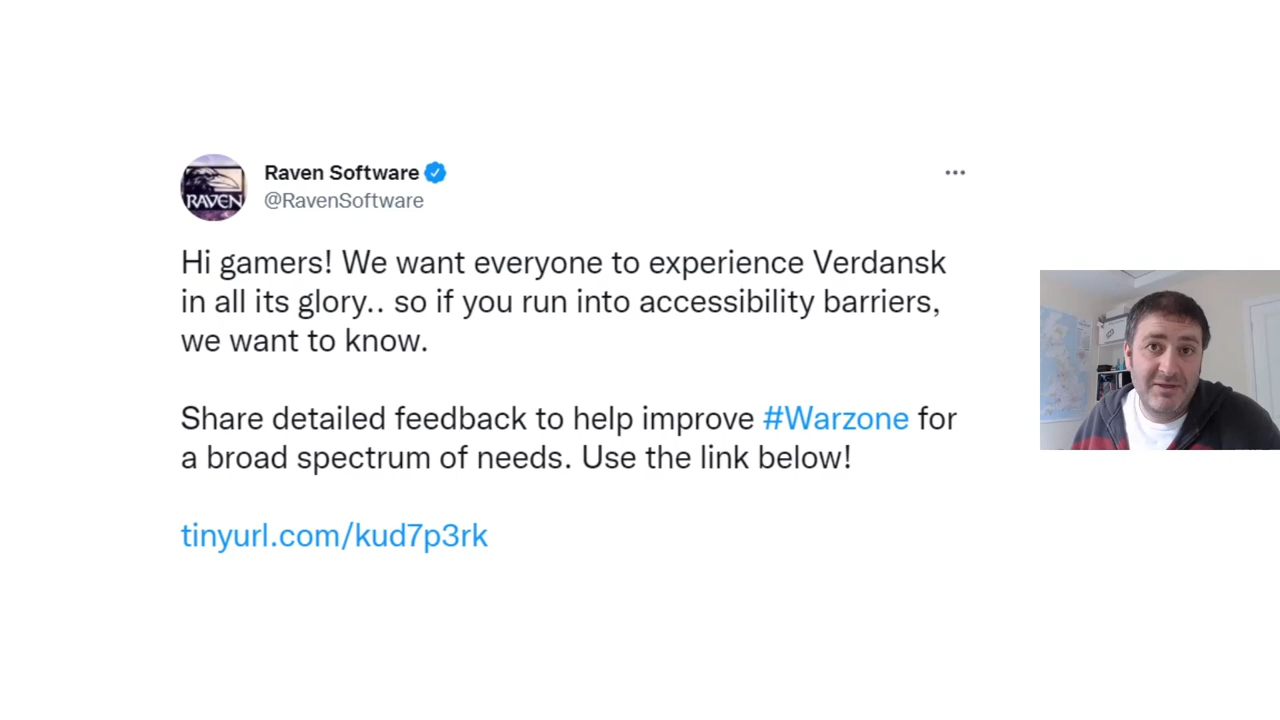 Raven Software
@RavenSoftware
RAVEN
Hi gamers! We want everyone to experience Verdansk
in all its glory.. so if you run into accessibility barriers,
we want to know.
Share detailed feedback to help improve #Warzone for
a broad spectrum of needs. Use the link below!
tinyurl.com/kud7p3rk